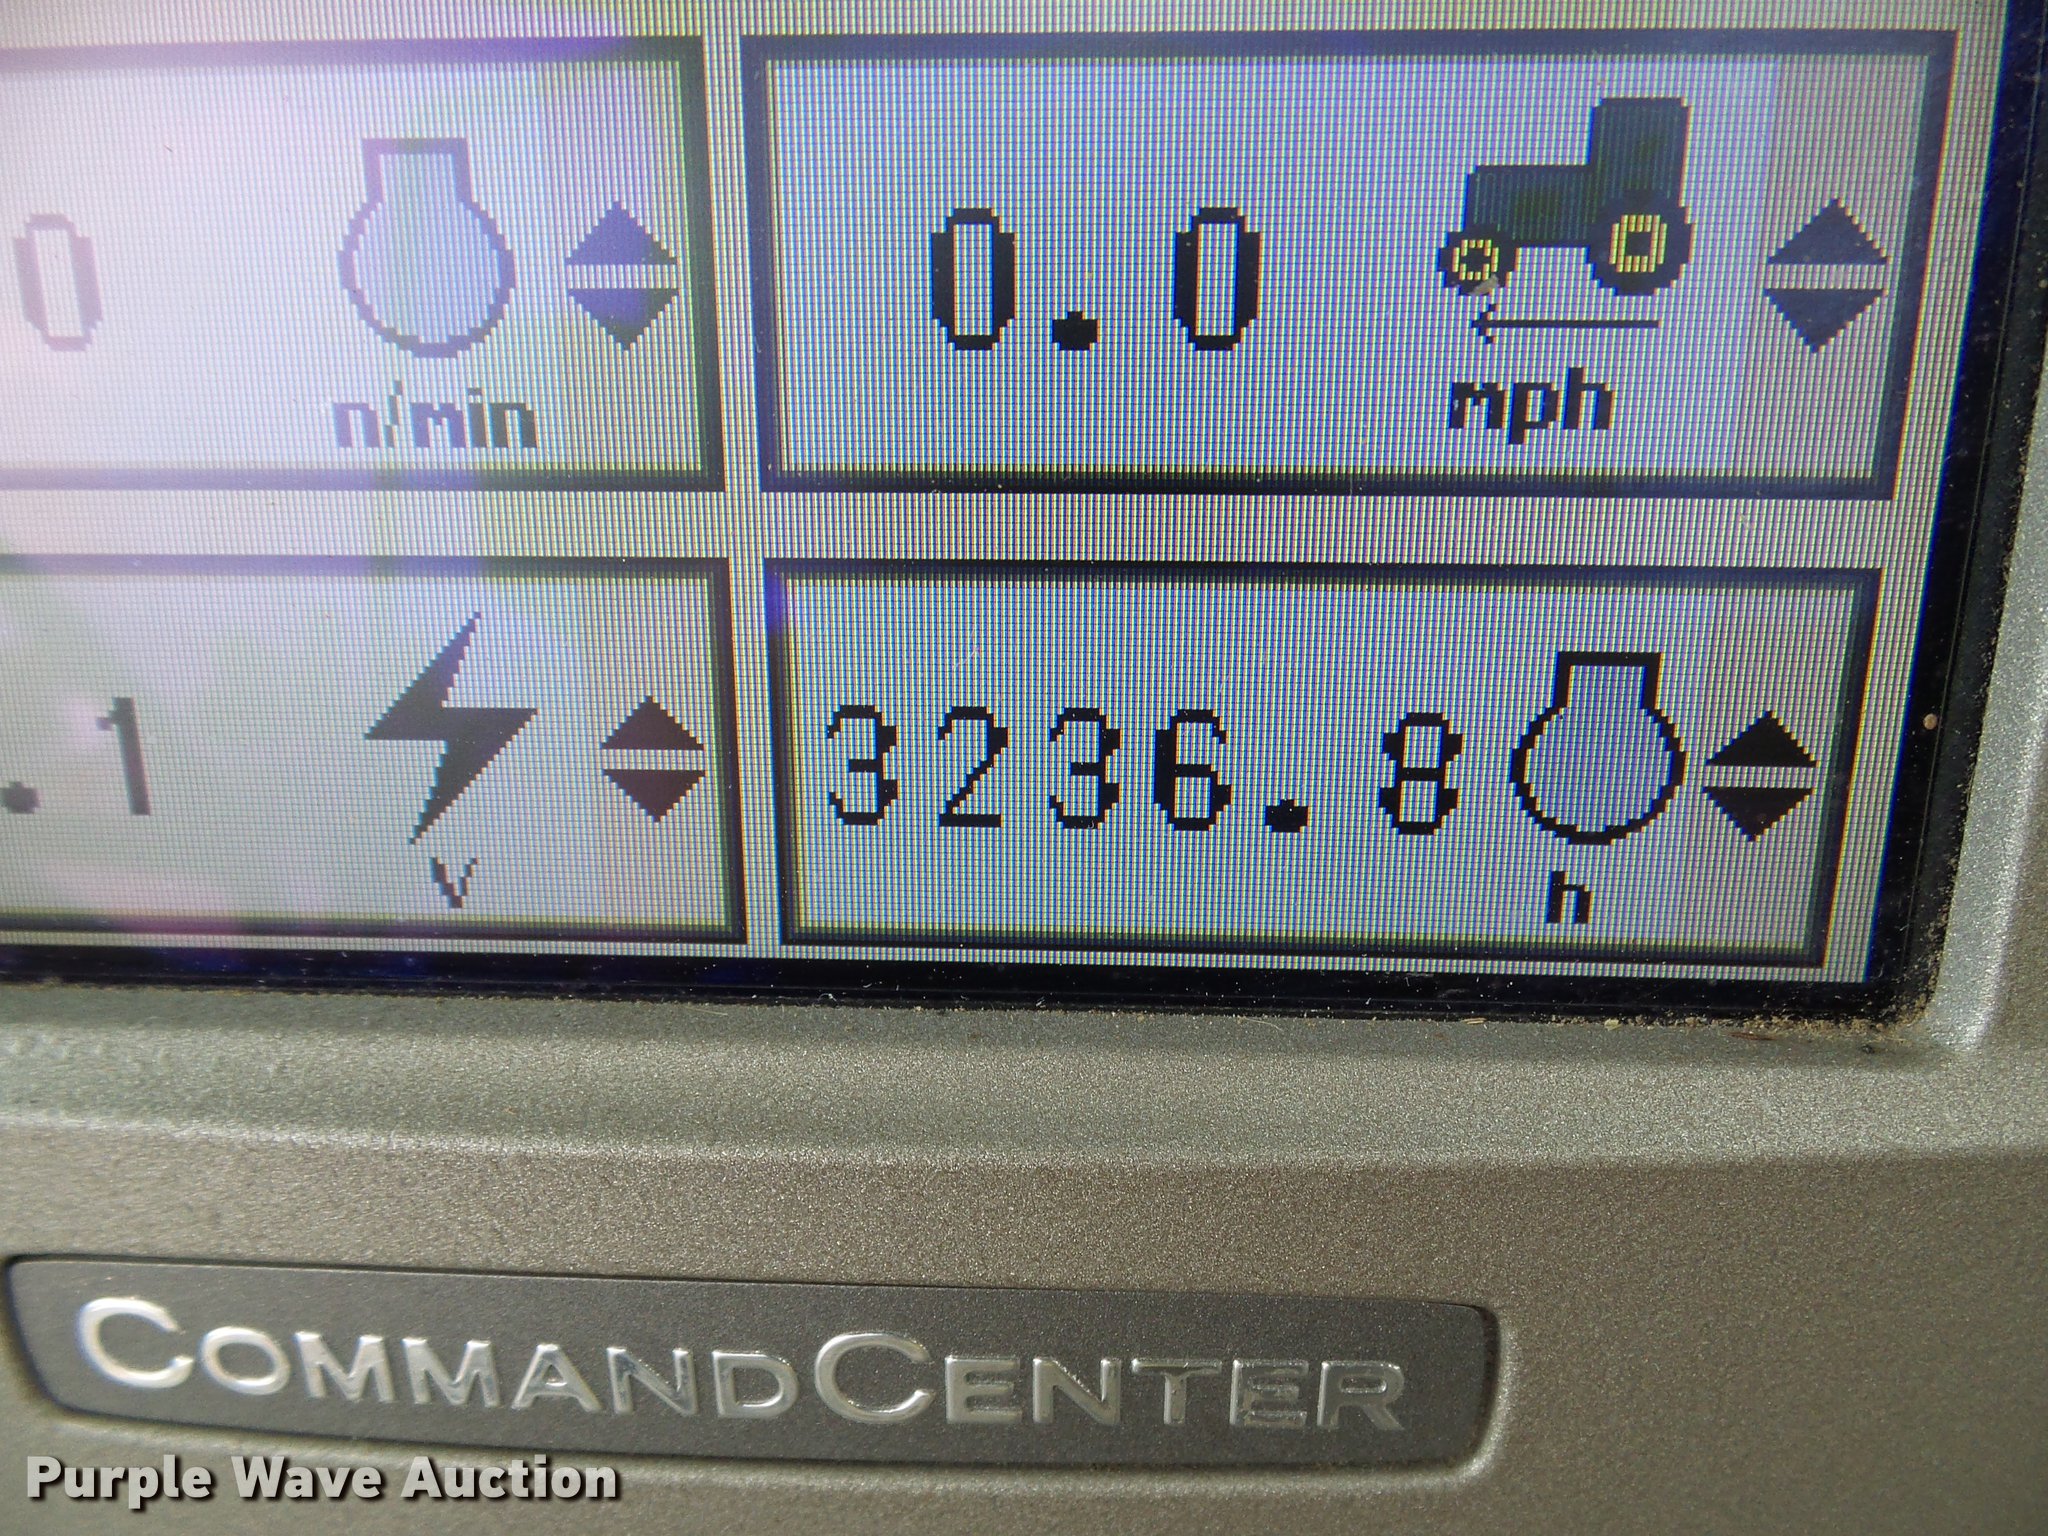 0
n/min
0.0
mph
.1
V
3236.8
h
COMMANDCENTER
Purple Wave Auction